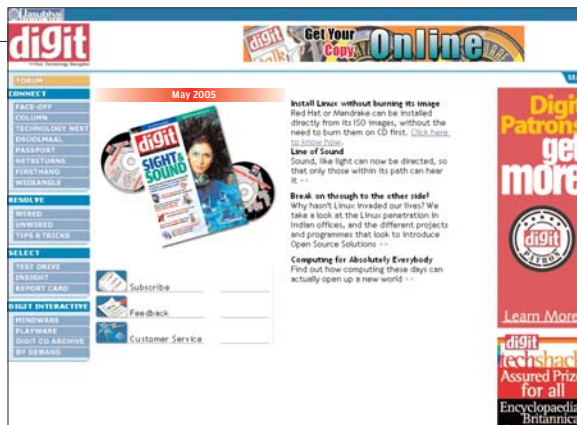 Jasubhai
digit
Your Technology Navigator
Get Your
Copy
Online
digit
SE
FORUM
CONNECT
FACE-OFF
COLUMN
TECHNOLOGY NEXT
DROOLMAAL
PASSPORT
NETRETURNS
FIRSTHAND
WIDEANGLE
RESOLVE
WIRED
UNWIRED
TIPS & TRICKS
SELECT
TEST DRIVE
INSIGHT
REPORT CARD
DIGIT INTERACTIVE
MINDWARE
PLAYWARE
DIGIT CD ARCHIVE
BY DEMAND
May 2005
digit
SIGHT &
SOUND
Subscribe
Feedback
Customer Service
Install Linux without burning its image
Red Hat or Mandrake can be installed
directly from its ISO images, without the
need to burn them on CD first. Click here
to know how.
Line of Sound
Sound, like light can now be directed, so
that only those within its path can hear
it
Break on through to the other side!
Why hasn't Linux invaded our lives? We
take a look at the Linux penetration in
Indian offices, and the different projects
and programmes that look to introduce
Open Source Solutions
Computing for Absolutely Everybody
Find out how computing these days can
actually open up a new world
Digit
Patrons
get
more
digit
PATRON
Learn More
digit
techshack
Assured Prize
for all
Encyclopaedia
Britannica